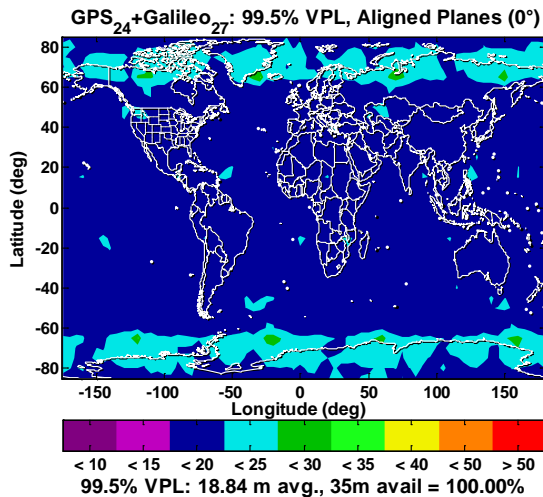 GPS24+Galileo27: 99.5% VPL, Aligned Planes (0°)
80
60
40
20
0
-20
-40
-60
-80
Latitude (deg)
-150 -100 -50 0 50 100 150
Longitude (deg)
< 10 < 15 < 20 < 25 < 30 < 35 < 40 < 50 > 50
99.5% VPL: 18.84 m avg., 35m avail = 100.00%